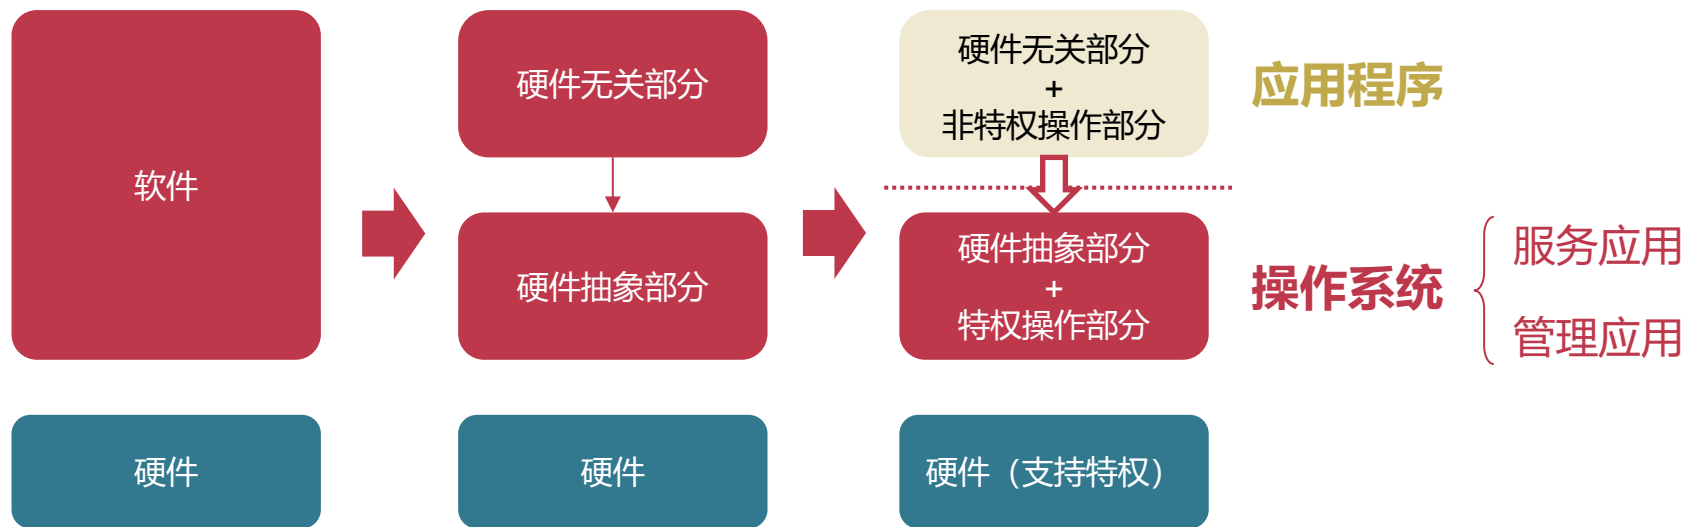 软件
硬件
硬件无关部分
硬件抽象部分
硬件
硬件无关部分
+
非特权操作部分
硬件抽象部分
+
特权操作部分
硬件（支持特权）
应用程序
操作系统
服务应用
管理应用